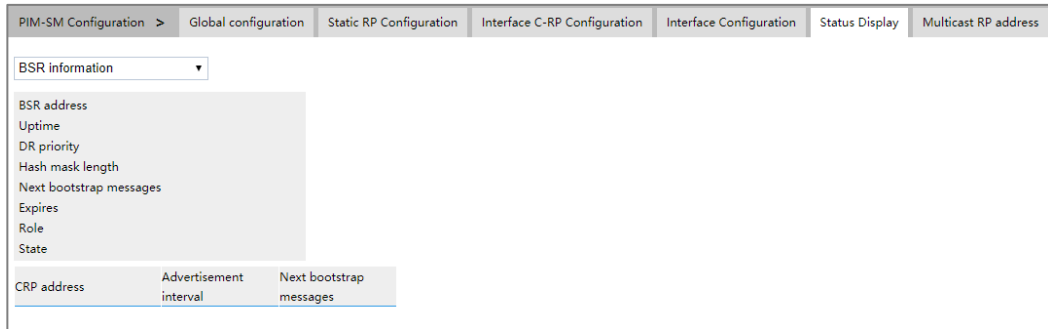 PIM-SM Configuration > Global configuration Static RP Configuration Interface C-RP Configuration Interface Configuration Status Display Multicast RP address
BSR information
BSR address
Uptime
DR priority
Hash mask length
Next bootstrap messages
Expires
Role
State
CRP address Advertisement interval Next bootstrap messages